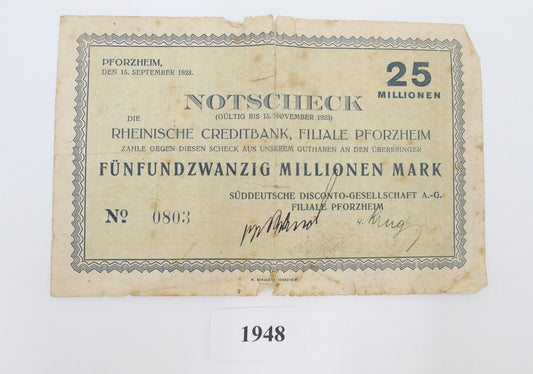 PFORZHEIM,
DEN 15. SEPTEMBER 1923.
25
MILLIONEN
NOTSCHECK
(GÜLTIG BIS 15. NOVEMBER 1923)
DIE
RHEINISCHE CREDITBANK, FILIALE PFORZHEIM
ZAHLE GEGEN DIESEN SCHECK AUS UNSEREM GUTHABEN AN DEN ÜBERBRINGER
FÜNFUNDZWANZIG MILLIONEN MARK
SÜDDEUTSCHE DISCONTO-GESELLSCHAFT A.-G.
FILIALE PFORZHEIM
No 0803
1948